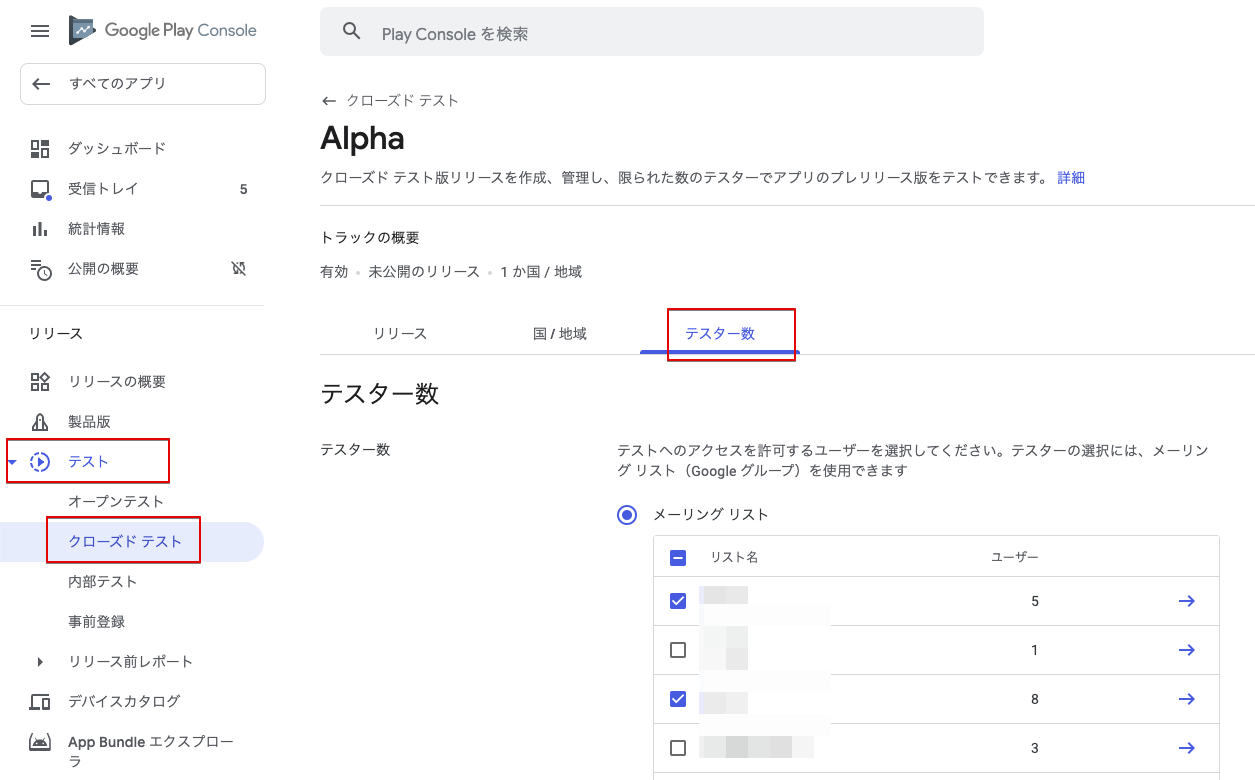 Google Play Console
Play Console を検索
すべてのアプリ
ダッシュボード
受信トレイ 5
統計情報
公開の概要
リリース
リリースの概要
製品版
テスト
オープンテスト
クローズド テスト
内部テスト
事前登録
リリース前レポート
デバイスカタログ
App Bundle エクスプロー
ラ
クローズド テスト
Alpha
クローズド テスト版リリースを作成、管理し、限られた数のテスターでアプリのプレリリース版をテストできます。 詳細
トラックの概要
有効 • 未公開のリリース • 1 か国 / 地域
リリース 国 / 地域 テスター数
テスター数
テスター数
テストへのアクセスを許可するユーザーを選択してください。テスターの選択には、メーリン
グ リスト（Google グループ）を使用できます
メーリング リスト
リスト名 ユーザー
5
1
8
3